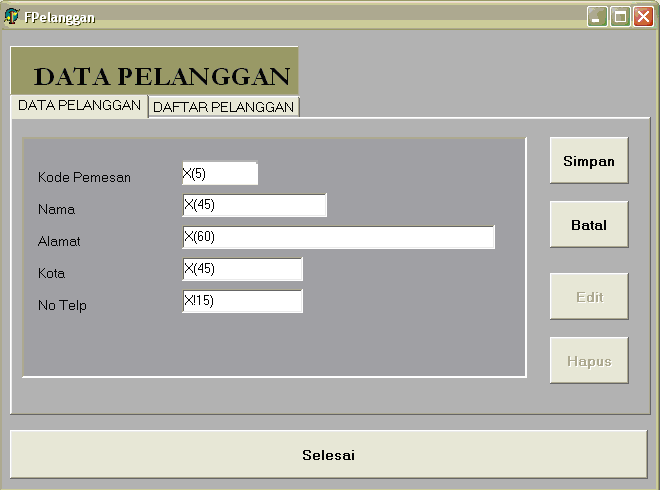 FPelanggan
DATA PELANGGAN
DATA PELANGGAN DAFTAR PELANGGAN
Kode Pemesan X(5)
Nama X(45)
Alamat X(60)
Kota X(45)
No Telp X!15)
Simpan
Batal
Edit
Hapus
Selesai